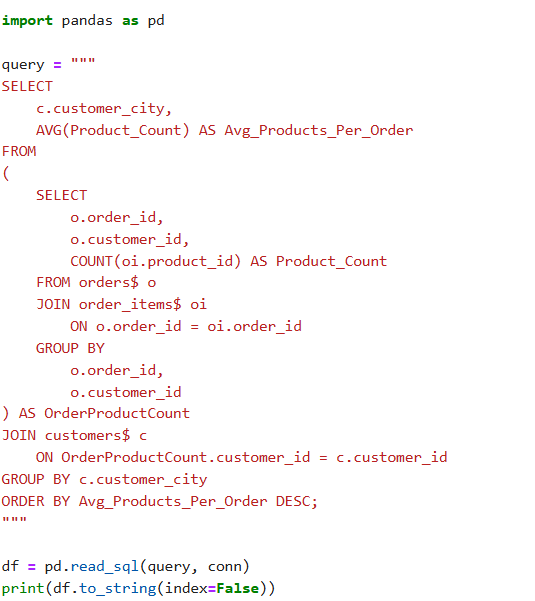 import pandas as pd
query = """
SELECT
    c.customer_city,
    AVG(Product_Count) AS Avg_Products_Per_Order
FROM
(
    SELECT
        o.order_id,
        o.customer_id,
        COUNT(oi.product_id) AS Product_Count
    FROM orders$ o
    JOIN order_items$ oi
        ON o.order_id = oi.order_id
    GROUP BY
        o.order_id,
        o.customer_id
) AS OrderProductCount
JOIN customers$ c
    ON OrderProductCount.customer_id = c.customer_id
GROUP BY c.customer_city
ORDER BY Avg_Products_Per_Order DESC;
"""
df = pd.read_sql(query, conn)
print(df.to_string(index=False))